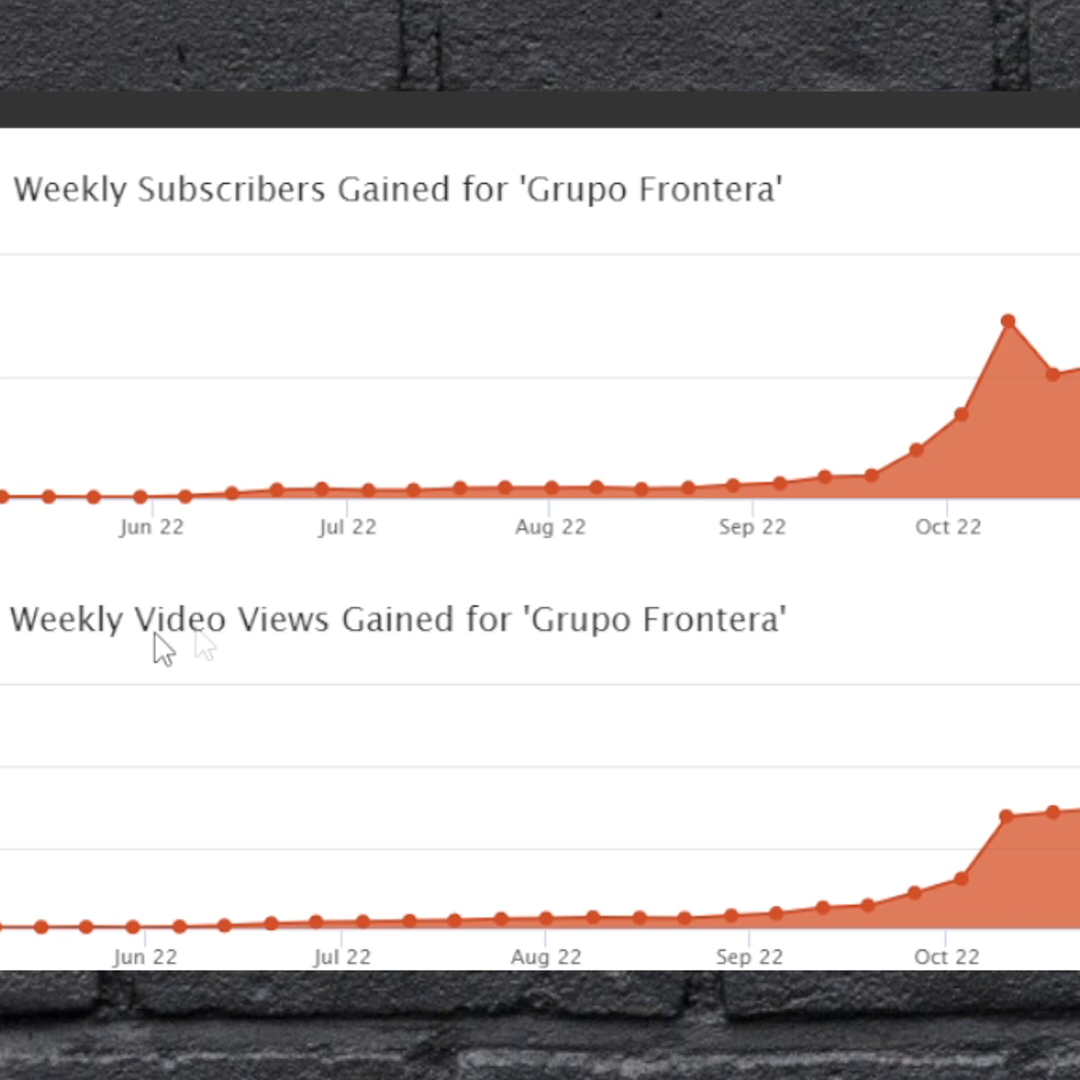 Weekly Subscribers Gained for 'Grupo Frontera'
Jun 22 Jul 22 Aug 22 Sep 22 Oct 22
Weekly Video Views Gained for 'Grupo Frontera'
Jun 22 Jul 22 Aug 22 Sep 22 Oct 22